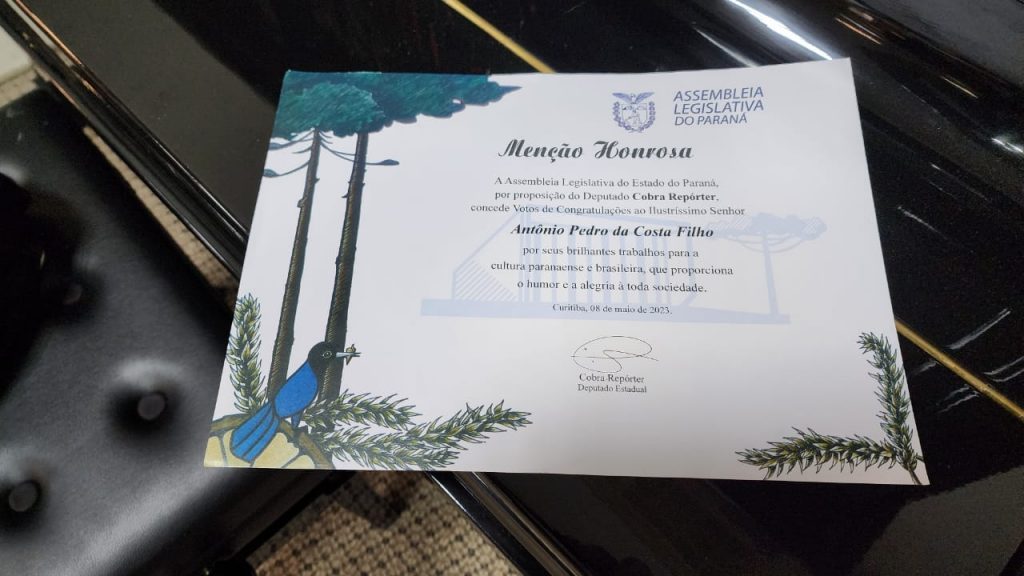 ASSEMBLEIA
LEGISLATIVA
DO PARANÁ
Menção Honrosa
A Assembleia Legislativa do Estado do Paraná,
por proposição do Deputado Cobra Repórter,
concede Votos de Congratulações ao Ilustríssimo Senhor
Antônio Pedro da Costa Filho
por seus brilhantes trabalhos para a
cultura paranaense e brasileira, que proporciona
o humor e a alegria à toda sociedade.
Curitiba, 08 de maio de 2023.
Cobra Repórter
Deputado Estadual